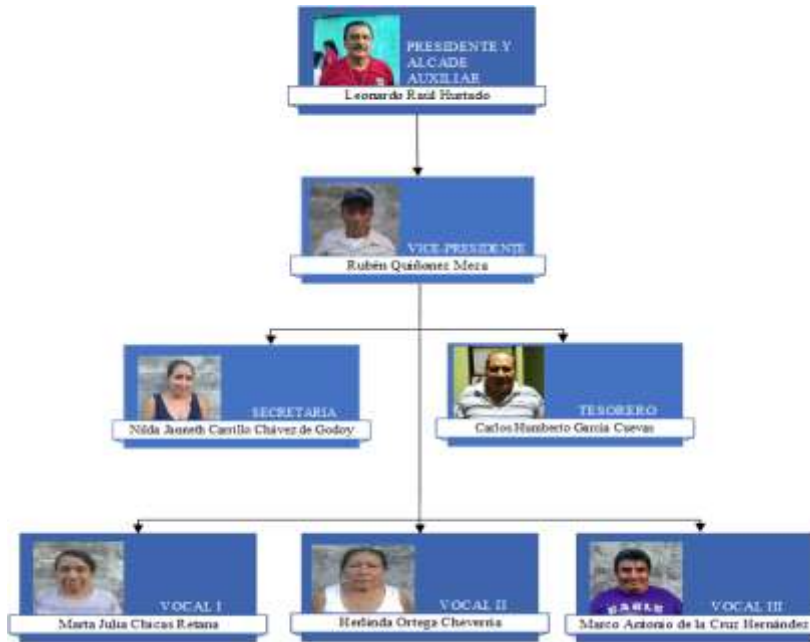 PRESIDENTE Y
ALCADE
AUXILIAR
Leonardo Raúl Hurtado
VICE-PRESIDENTE
Rubén Quiñonez Meza
SECRETARIA
Nilda Janneth Carrillo Chávez de Godoy
TESORERO
Carlos Humberto García Cuevas
VOCAL I
Marta Julia Chicas Retana
VOCAL II
Herlinda Ortega Cheverría
VOCAL III
Marco Antonio de la Cruz Hernández